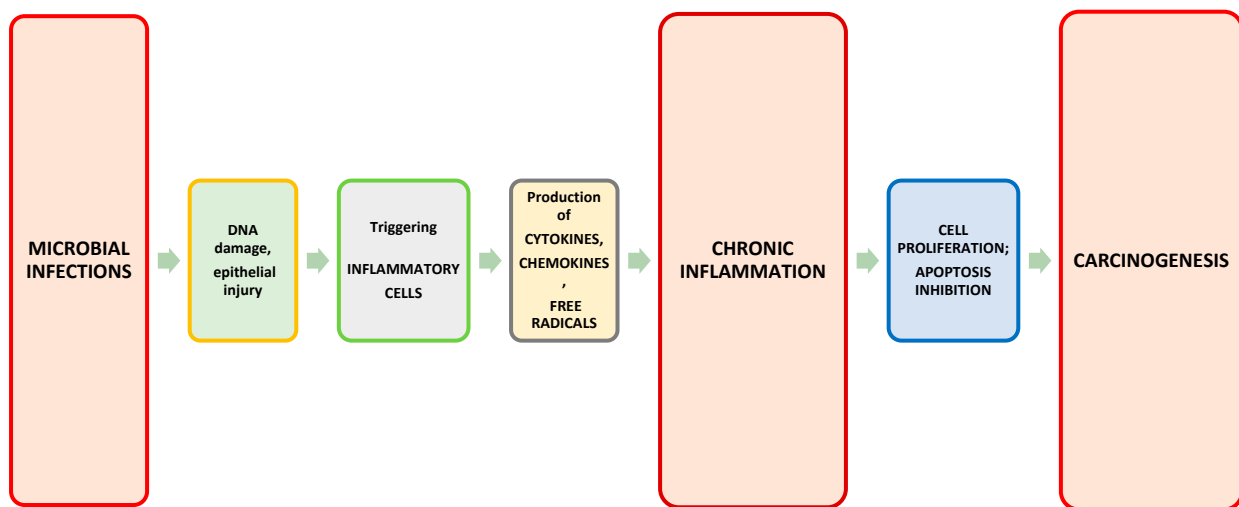 MICROBIAL
INFECTIONS
DNA
damage,
epithelial
injury
Triggering
INFLAMMATORY
CELLS
Production
of
CYTOKINES,
CHEMOKINES
,
FREE
RADICALS
CHRONIC
INFLAMMATION
CELL
PROLIFERATION;
APOPTOSIS
INHIBITION
CARCINOGENESIS